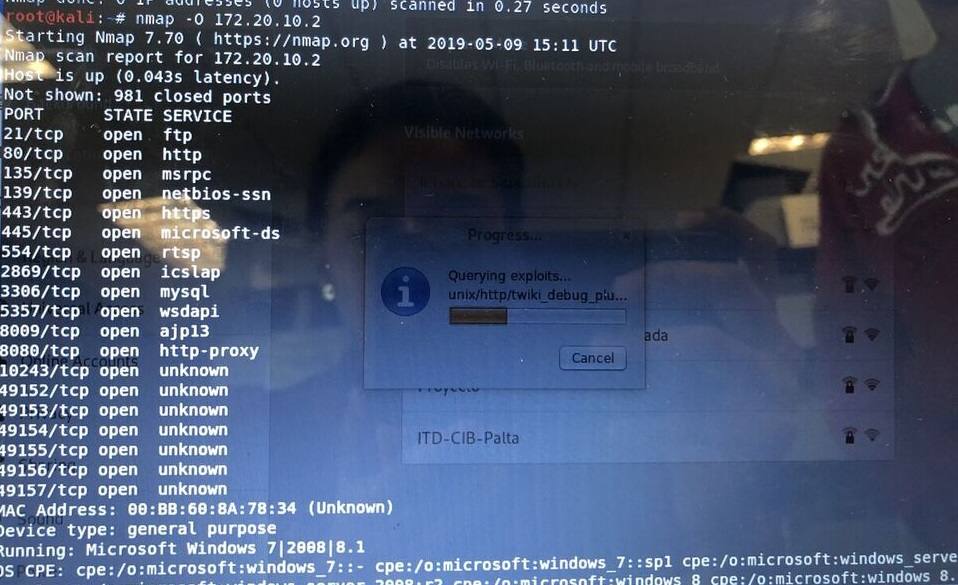 Nmap done: 0 IP addresses (0 hosts up) scanned in 0.27 seconds
root@kali:~# nmap -O 172.20.10.2
Starting Nmap 7.70 ( https://nmap.org ) at 2019-05-09 15:11 UTC
Nmap scan report for 172.20.10.2
Host is up (0.043s latency).
Not shown: 981 closed ports
PORT STATE SERVICE
21/tcp open ftp
80/tcp open http
135/tcp open msrpc
139/tcp open netbios-ssn
443/tcp open https
445/tcp open microsoft-ds
554/tcp open rtsp
2869/tcp open icslap
3306/tcp open mysql
5357/tcp open wsdapi
8009/tcp open ajp13
8080/tcp open http-proxy
10243/tcp open unknown
49152/tcp open unknown
49153/tcp open unknown
49154/tcp open unknown
49155/tcp open unknown
49156/tcp open unknown
49157/tcp open unknown
MAC Address: 00:BB:60:8A:78:34 (Unknown)
Device type: general purpose
Running: Microsoft Windows 7|2008|8.1
OS CPE: cpe:/o:microsoft:windows_7::- cpe:/o:microsoft:windows_7::sp1 cpe:/o:microsoft:windows_serve
2008:r2 cpe:/o:microsoft:windows_8 cpe:/o:microsoft:windows_8.
Disables Wi-Fi, Bluetooth and mobile broadband
Visible Networks
Progress...
Querying exploits...
unix/http/twiki_debug_plu...
Cancel
ada
Proyecto
ITD-CIB-Palta
& Language
Online Accounts
Sound